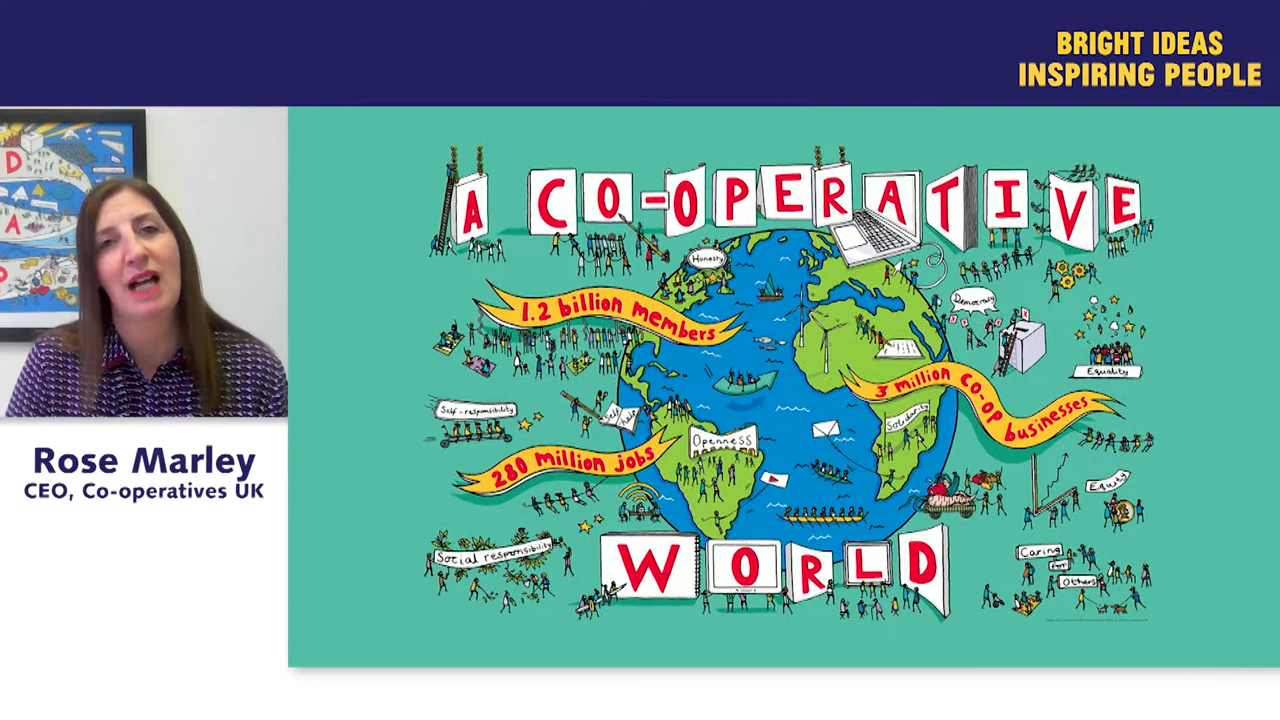 BRIGHT IDEAS
INSPIRING PEOPLE
D
A
Rose Marley
CEO, Co-operatives UK
A CO-OPERATIVE
Honesty
1.2 billion members
Democracy
Equality
3 million Co-op businesses
Self-responsibility
Self
help
Solidarity
Openness
280 million jobs
Equity
Social responsibility
Caring
for
Others
WORLD